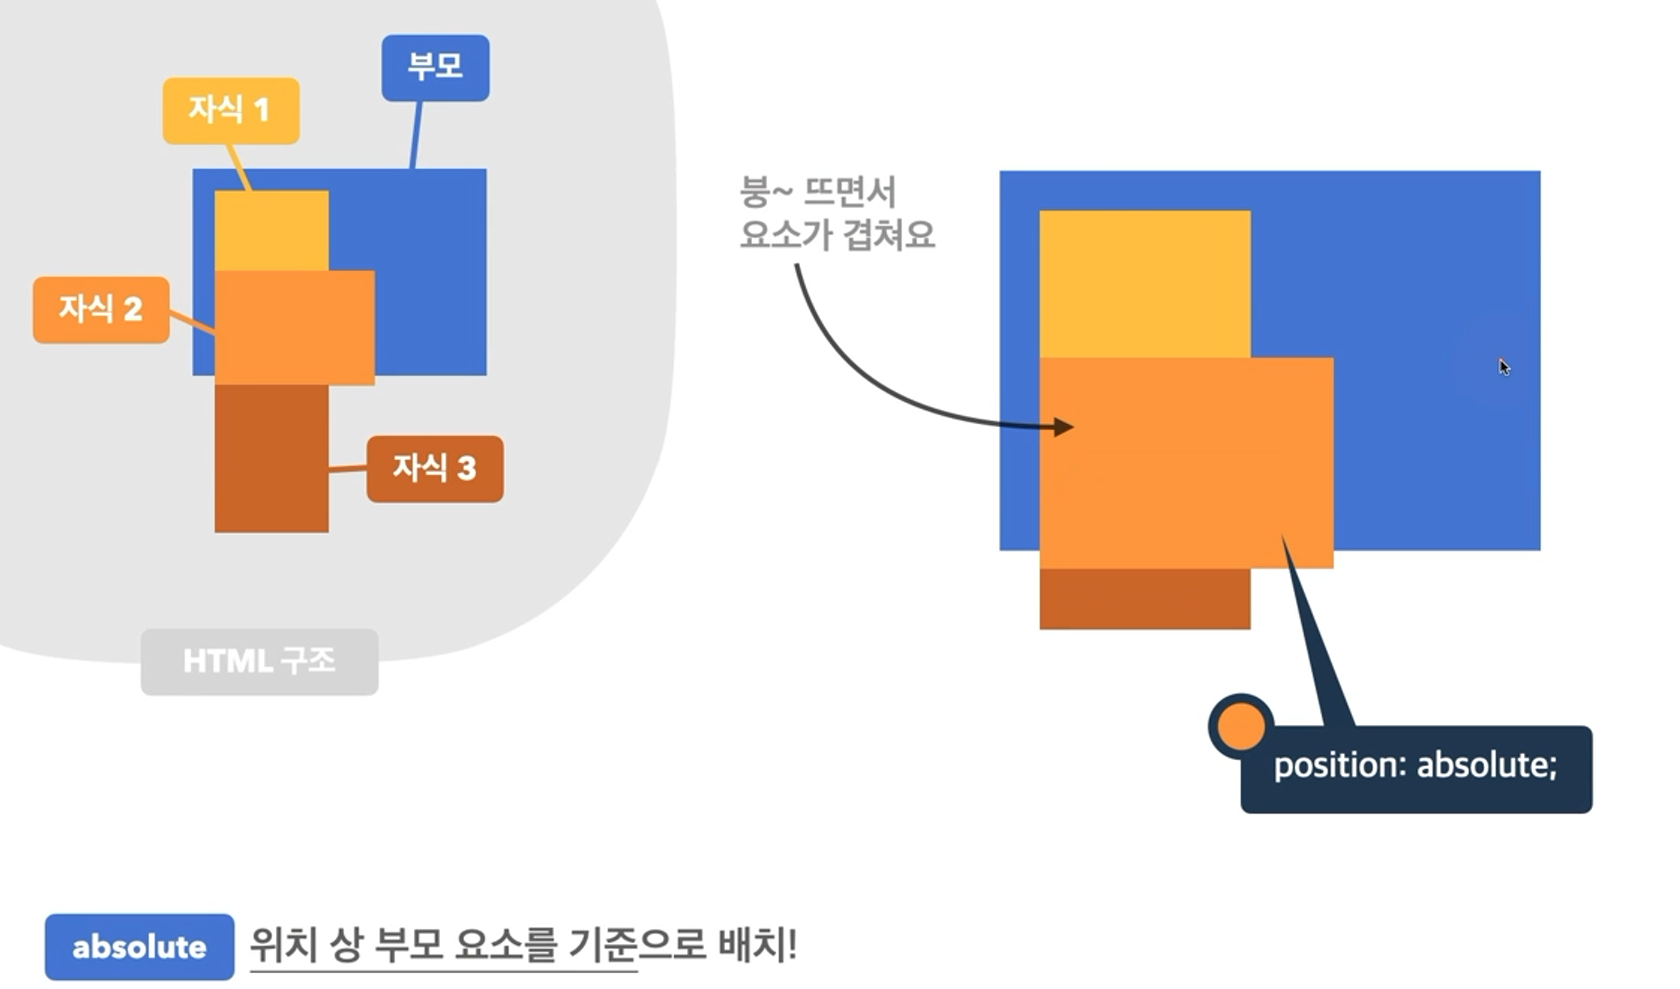 부모
자식 1
자식 2
자식 3
HTML 구조
붕~ 뜨면서
요소가 겹쳐요
position: absolute;
absolute 위치 상 부모 요소를 기준으로 배치!